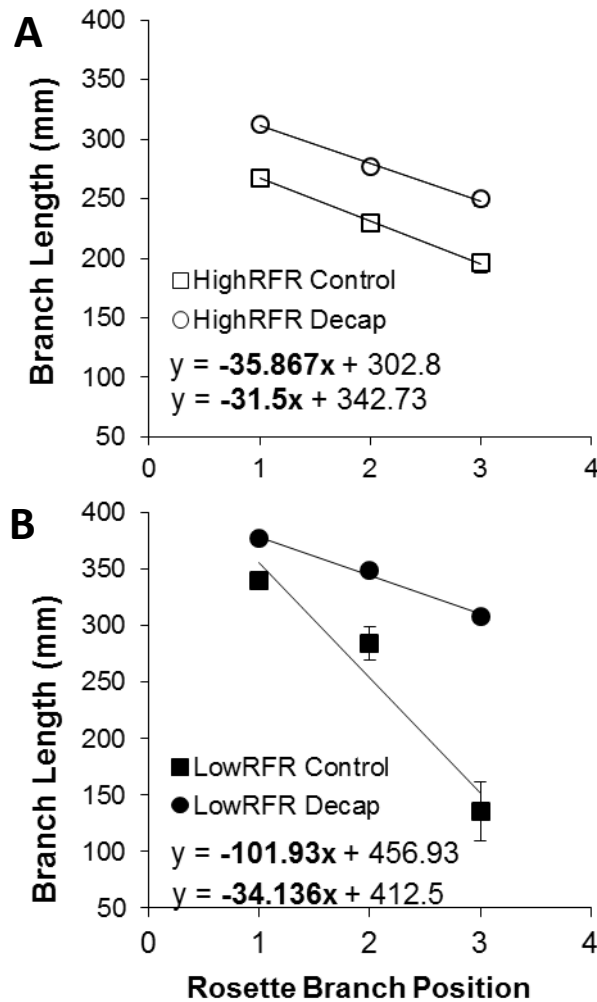 A
Branch Length (mm)
400
350
300
250
200
150
100
50
HighRFR Control
HighRFR Decap
y = -35.867x + 302.8
y = -31.5x + 342.73
0 1 2 3 4
B
Branch Length (mm)
400
350
300
250
200
150
100
50
LowRFR Control
LowRFR Decap
y = -101.93x + 456.93
y = -34.136x + 412.5
0 1 2 3 4
Rosette Branch Position